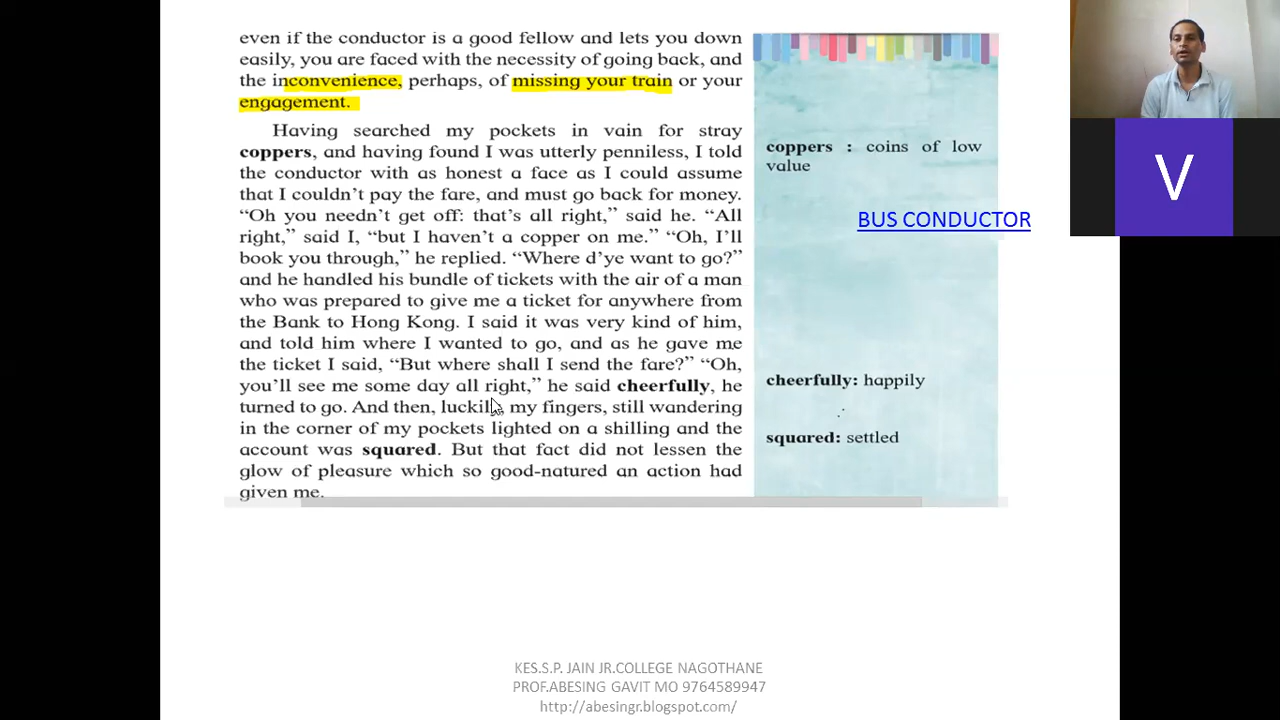 even if the conductor is a good fellow and lets you down
easily, you are faced with the necessity of going back, and
the inconvenience, perhaps, of missing your train or your
engagement.
Having searched my pockets in vain for stray
coppers, and having found I was utterly penniless, I told
the conductor with as honest a face as I could assume
that I couldn't pay the fare, and must go back for money.
“Oh you needn't get off: that's all right,” said he. “All
right,” said I, “but I haven't a copper on me.” “Oh, I'll
book you through,” he replied. “Where d'ye want to go?”
and he handled his bundle of tickets with the air of a man
who was prepared to give me a ticket for anywhere from
the Bank to Hong Kong. I said it was very kind of him,
and told him where I wanted to go, and as he gave me
the ticket I said, “But where shall I send the fare?” “Oh,
you'll see me some day all right,” he said cheerfully, he
turned to go. And then, luckily, my fingers, still wandering
in the corner of my pockets lighted on a shilling and the
account was squared. But that fact did not lessen the
glow of pleasure which so good-natured an action had
given me.
coppers : coins of low
value
BUS CONDUCTOR
cheerfully: happily
squared: settled
V
KES.S.P. JAIN JR.COLLEGE NAGOTHANE
PROF.ABESING GAVIT MO 9764589947
http://abesingr.blogspot.com/